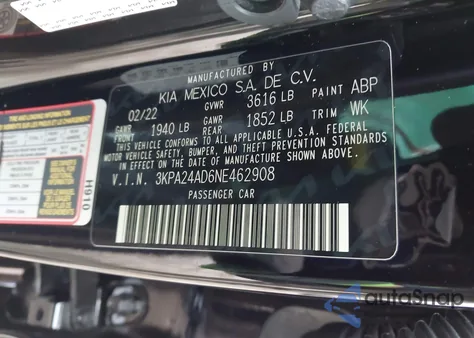 MANUFACTURED BY
KIA MEXICO S.A. DE C.V.
02/22 GVWR 3616 LB PAINT ABP
GAWR FRONT 1940 LB GAWR REAR 1852 LB TRIM WK
THIS VEHICLE CONFORMS TO ALL APPLICABLE U.S.A. FEDERAL
MOTOR VEHICLE SAFETY, BUMPER, AND THEFT PREVENTION
STANDARDS IN EFFECT ON THE DATE OF MANUFACTURE SHOWN ABOVE.
V.I.N. 3KPA24AD6NE462908
PASSENGER CAR
H910
autoSnap